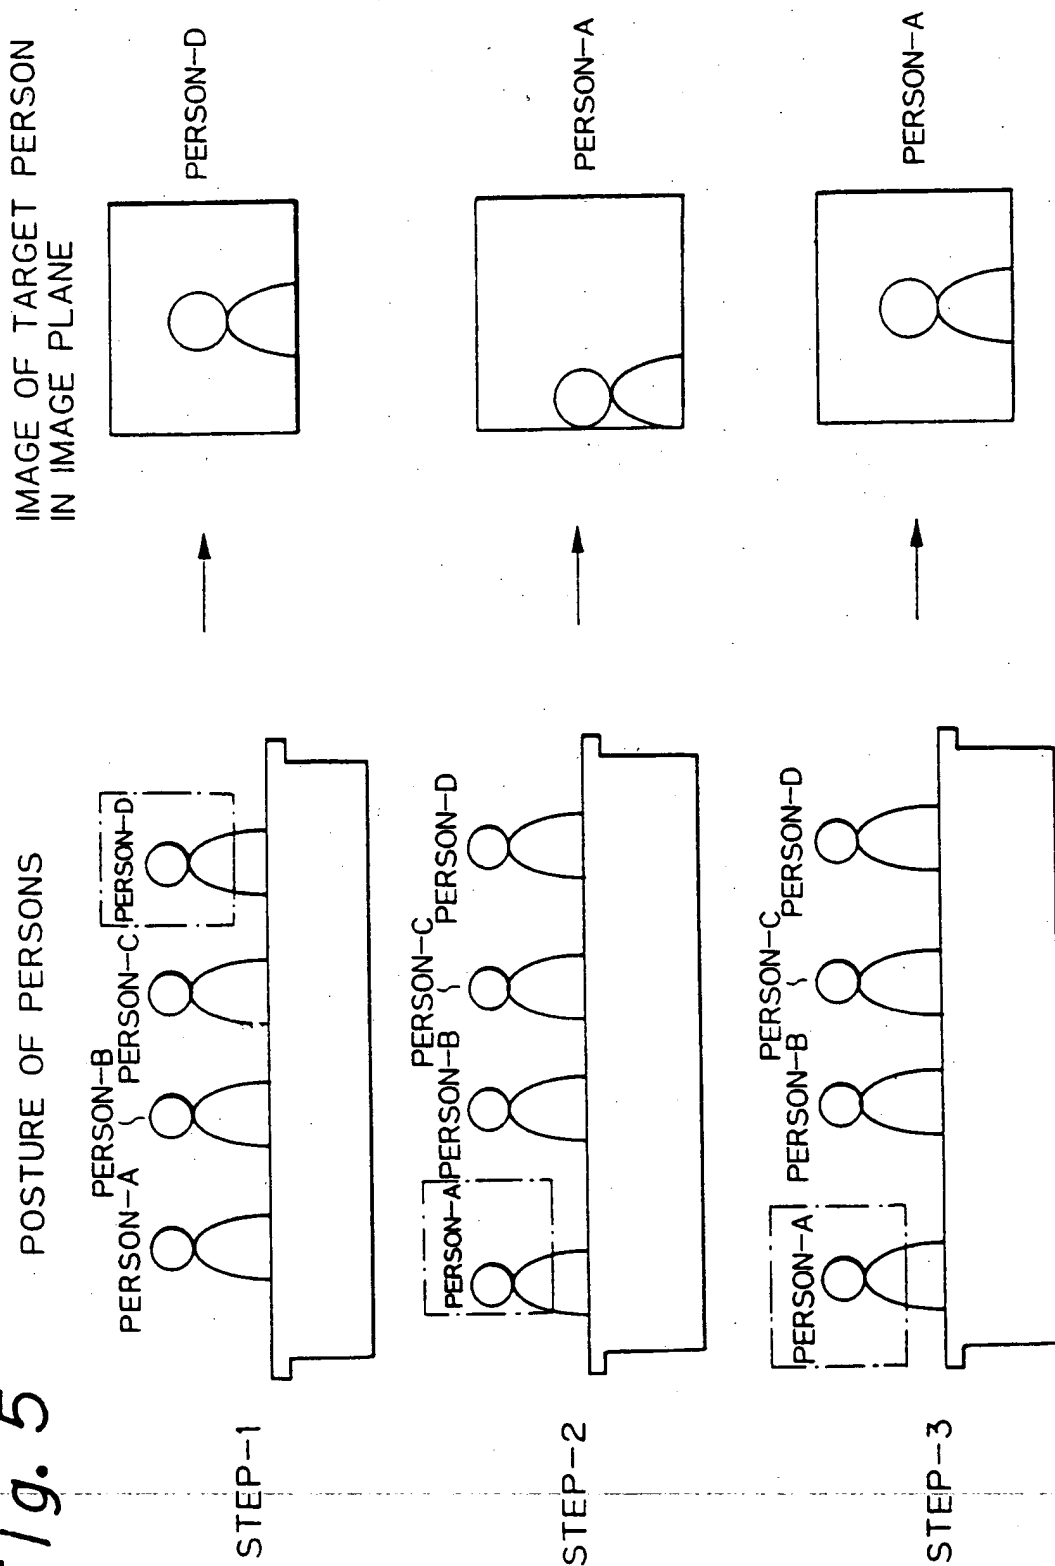 Fig. 5
POSTURE OF PERSONS
IMAGE OF TARGET PERSON
IN IMAGE PLANE
STEP-1
PERSON-A
PERSON-B
PERSON-C
PERSON-D
PERSON-D
STEP-2
PERSON-A
PERSON-B
PERSON-C
PERSON-D
PERSON-A
STEP-3
PERSON-A
PERSON-B
PERSON-C
PERSON-D
PERSON-A